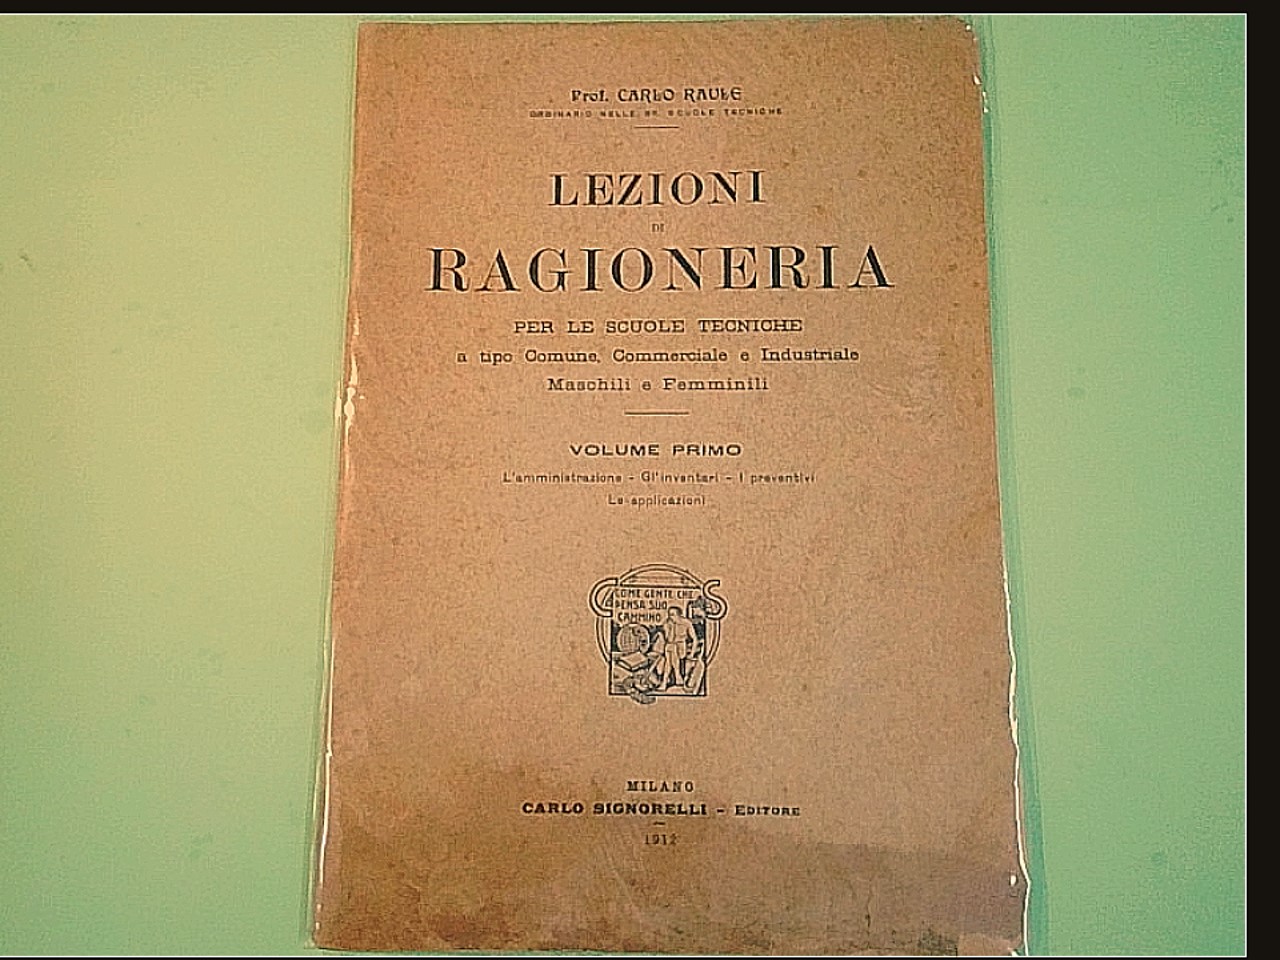 Prof. CARLO RAULE
ORDINARIO NELLE RR. SCUOLE TECNICHE
LEZIONI
DI
RAGIONERIA
PER LE SCUOLE TECNICHE
a tipo Comune, Commerciale e Industriale
Maschili e Femminili
VOLUME PRIMO
L'amministrazione - Gl'inventari - I preventivi
Le applicazioni
C S
COME GENTE CHE
PENSA SUO
CAMMINO
MILANO
CARLO SIGNORELLI - EDITORE
1912